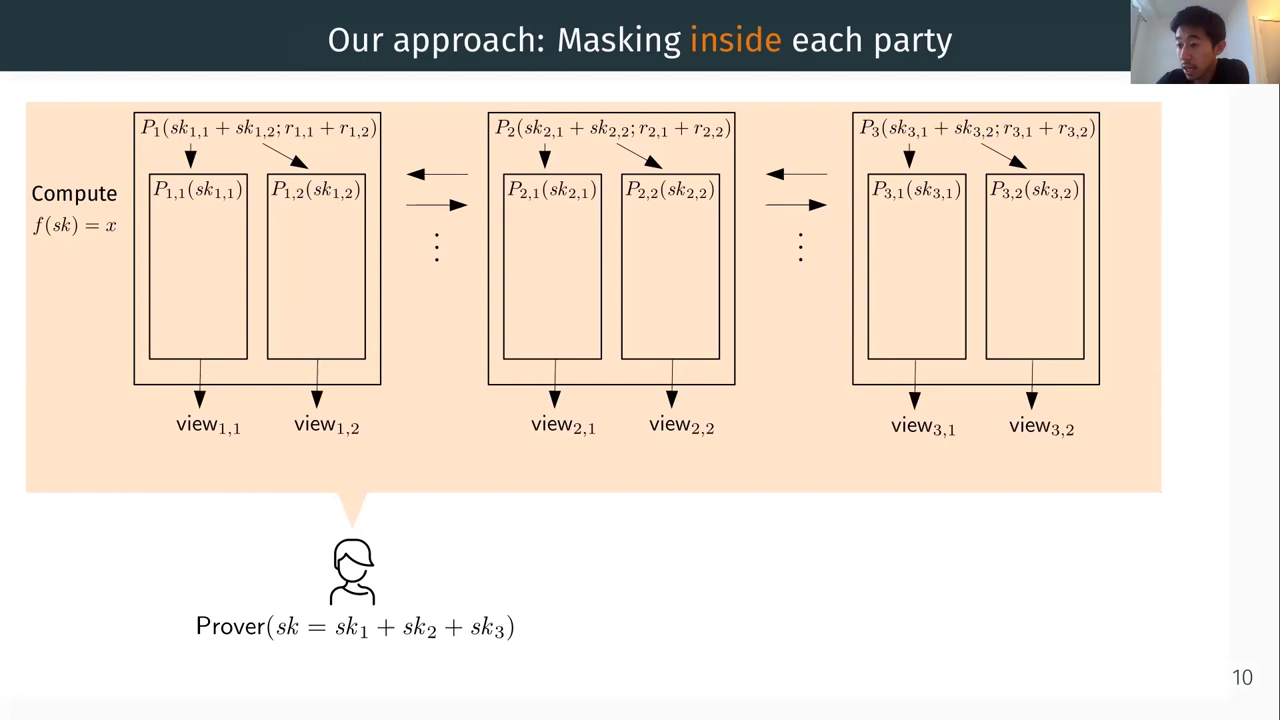 Our approach: Masking inside each party
P₁(sk₁,₁ + sk₁,₂; r₁,₁ + r₁,₂)
P₂(sk₂,₁ + sk₂,₂; r₂,₁ + r₂,₂)
P₃(sk₃,₁ + sk₃,₂; r₃,₁ + r₃,₂)
Compute
f(sk) = x
P₁,₁(sk₁,₁)
P₁,₂(sk₁,₂)
P₂,₁(sk₂,₁)
P₂,₂(sk₂,₂)
P₃,₁(sk₃,₁)
P₃,₂(sk₃,₂)
view₁,₁
view₁,₂
view₂,₁
view₂,₂
view₃,₁
view₃,₂
Prover(sk = sk₁ + sk₂ + sk₃)
10